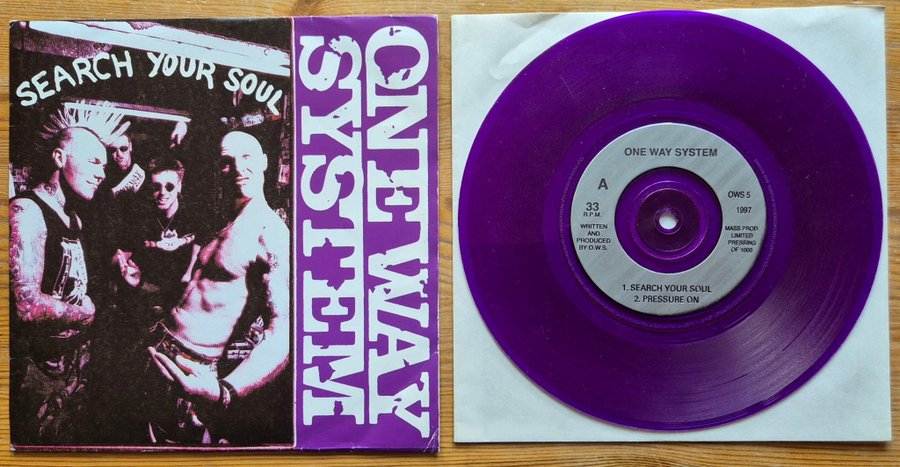 SEARCH YOUR SOUL
ONE WAY
SYSTEM
ONE WAY SYSTEM
A
33
R.P.M.
WRITTEN
AND
PRODUCED
BY O.W.S.
OWS 5
1997
MASS PROD.
LIMITED
PRESSING
OF 1000
1. SEARCH YOUR SOUL
2. PRESSURE ON